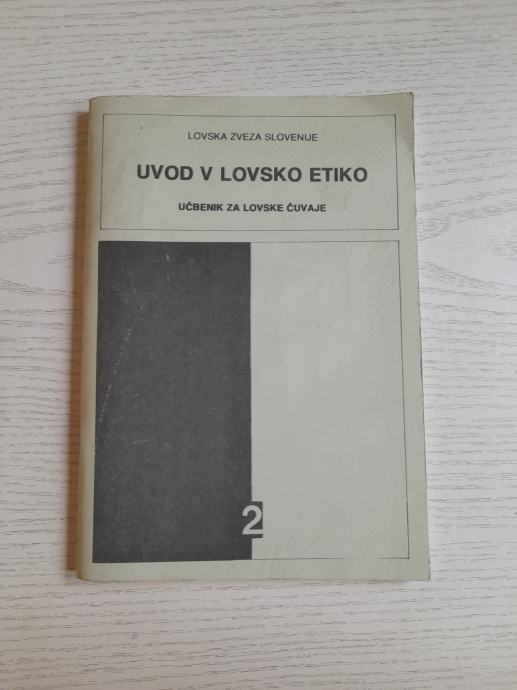 LOVSKA ZVEZA SLOVENIJE
UVOD V LOVSKO ETIKO
UČBENIK ZA LOVSKE ČUVAJE
2